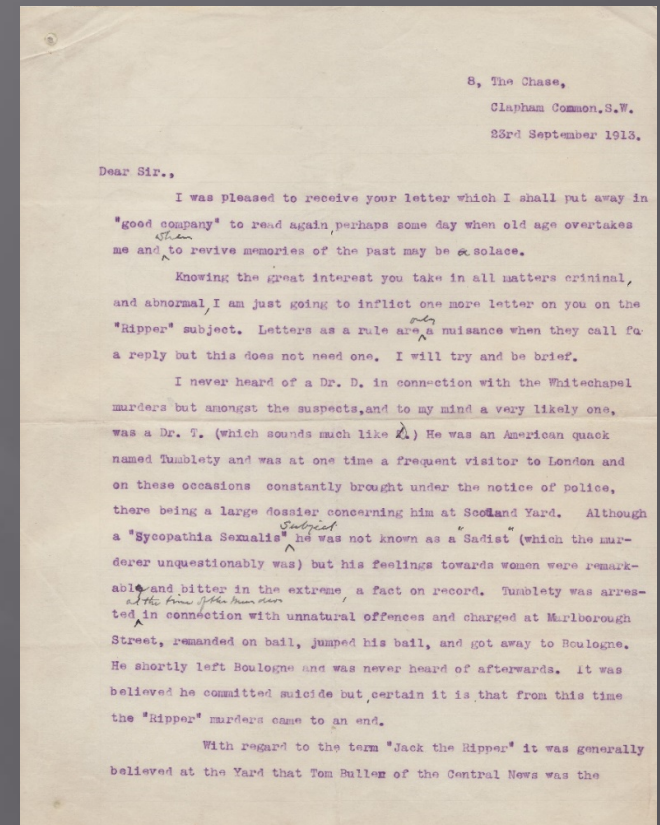 8, The Chase,
Clapham Common.S.W.
23rd September 1913.
Dear Sir.,
I was pleased to receive your letter which I shall put away in
"good company" to read again, perhaps some day when old age overtakes
me and when to revive memories of the past may be a solace.
Knowing the great interest you take in all matters criminal,
and abnormal, I am just going to inflict one more letter on you on the
"Ripper" subject. Letters as a rule are only a nuisance when they call fo
a reply but this does not need one. I will try and be brief.
I never heard of a Dr. D. in connection with the Whitechapel
murders but amongst the suspects, and to my mind a very likely one,
was a Dr. T. (which sounds much like D.) He was an American quack
named Tumblety and was at one time a frequent visitor to London and
on these occasions constantly brought under the notice of police,
there being a large dossier concerning him at Scotland Yard. Although
a "Sycopathia Sexualis" subject he was not known as a "Sadist" (which the mur-
derer unquestionably was) but his feelings towards women were remark-
able and bitter in the extreme, a fact on record. Tumblety was arres-
ted at the time of the murders in connection with unnatural offences and charged at Marlborough
Street, remanded on bail, jumped his bail, and got away to Boulogne.
He shortly left Boulogne and was never heard of afterwards. It was
believed he committed suicide but, certain it is, that from this time
the "Ripper" murders came to an end.
With regard to the term "Jack the Ripper" it was generally
believed at the Yard that Tom Bullen of the Central News was the